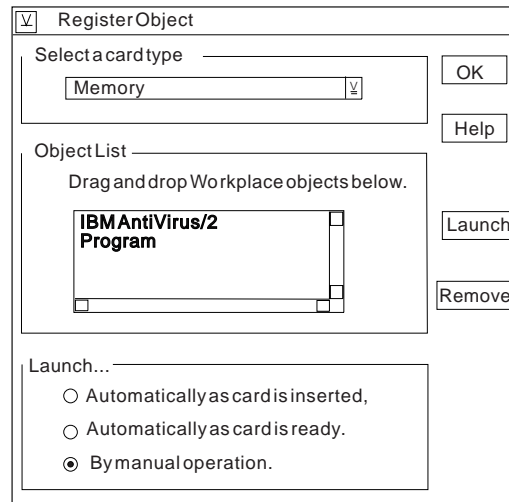 Register Object
Select a card type
Memory
OK
Help
Object List
Drag and drop Workplace objects below.
IBM AntiVirus/2
Program
Launch
Remove
Launch...
Automatically as card is inserted,
Automatically as card is ready.
By manual operation.